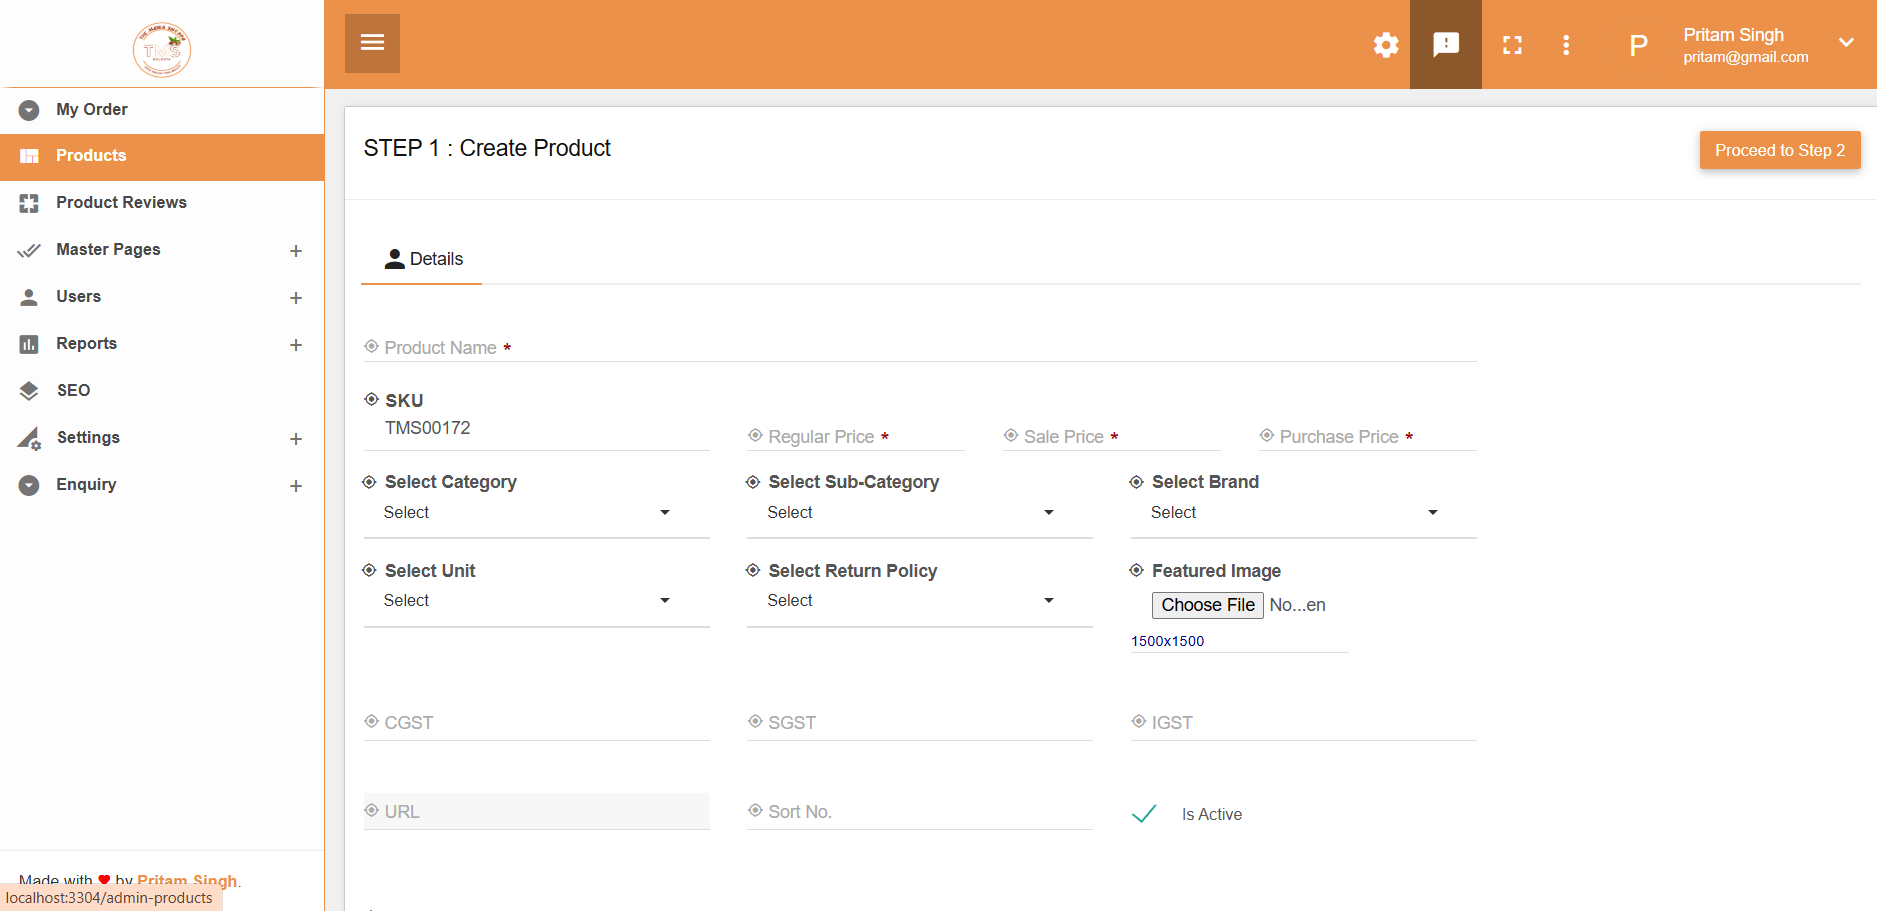 TMS
Pritam Singh
pritam@gmail.com
P
My Order
Products
Product Reviews
Master Pages
Users
Reports
SEO
Settings
Enquiry
Made with by Pritam Singh.
localhost:3304/admin-products
STEP 1 : Create Product
Proceed to Step 2
Details
Product Name *
SKU
TMS00172
Regular Price *
Sale Price *
Purchase Price *
Select Category
Select
Select Sub-Category
Select
Select Brand
Select
Select Unit
Select
Select Return Policy
Select
Featured Image
Choose File No...en
1500x1500
CGST
SGST
IGST
URL
Sort No.
Is Active